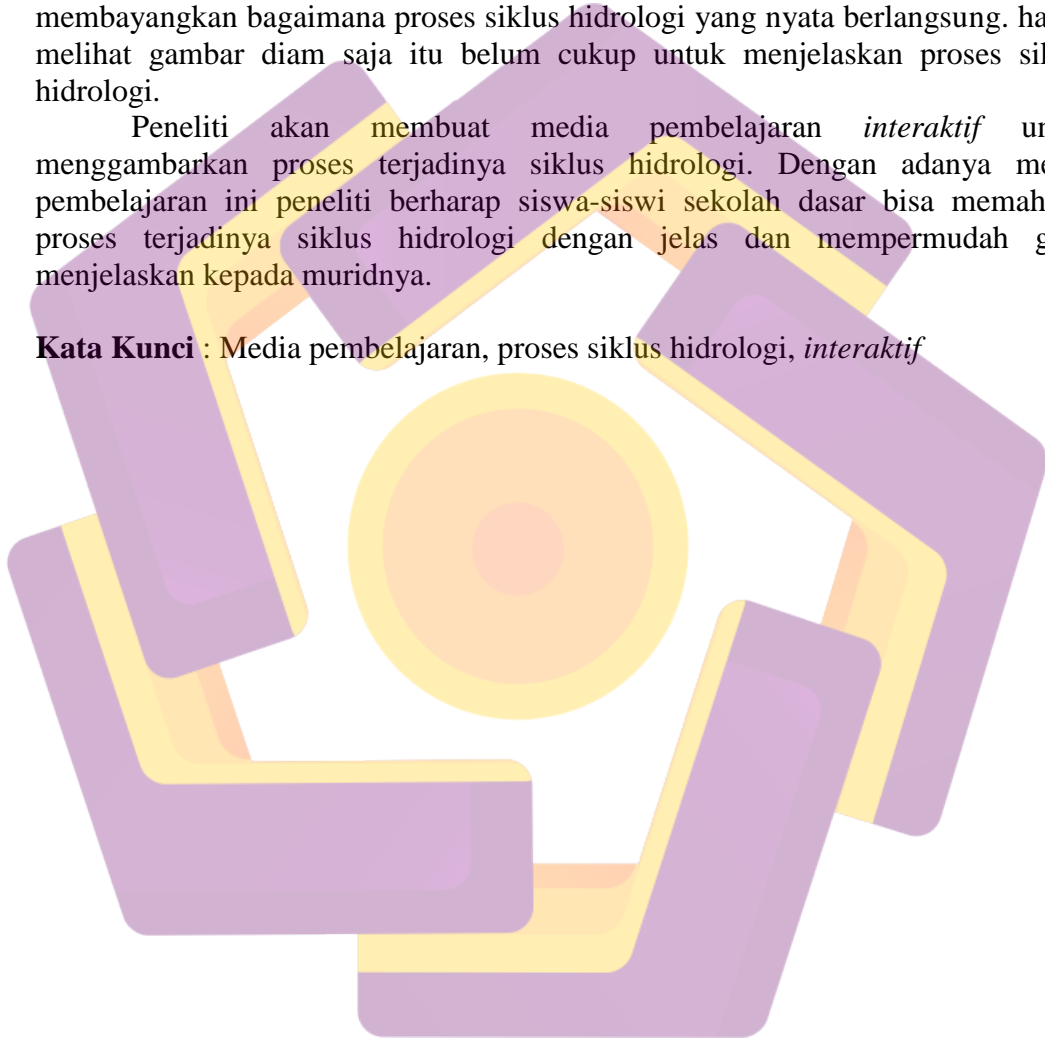 membayangkan bagaimana proses siklus hidrologi yang nyata berlangsung. ha
melihat gambar diam saja itu belum cukup untuk menjelaskan proses sil
hidrologi.
Peneliti akan membuat media pembelajaran interaktif un
menggambarkan proses terjadinya siklus hidrologi. Dengan adanya me
pembelajaran ini peneliti berharap siswa-siswi sekolah dasar bisa memah
proses terjadinya siklus hidrologi dengan jelas dan mempermudah g
menjelaskan kepada muridnya.
Kata Kunci : Media pembelajaran, proses siklus hidrologi, interaktif